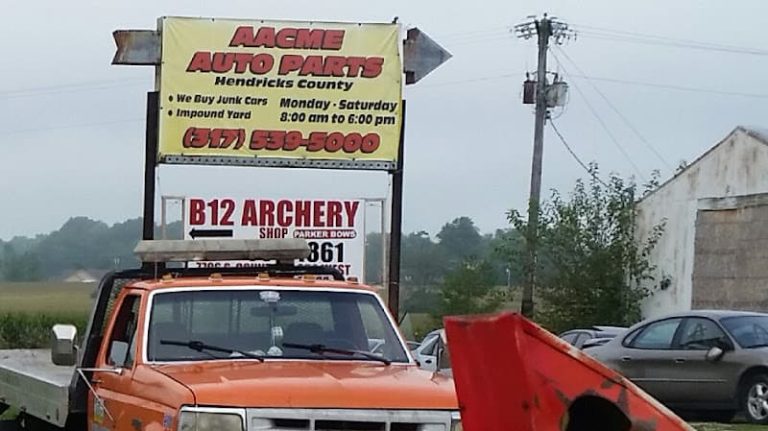 AACME
AUTO PARTS
Hendricks County
• We Buy Junk Cars
• Impound Yard
Monday - Saturday
8:00 am to 6:00 pm
(317) 539-5000
B12 ARCHERY
SHOP PARKER BOWS